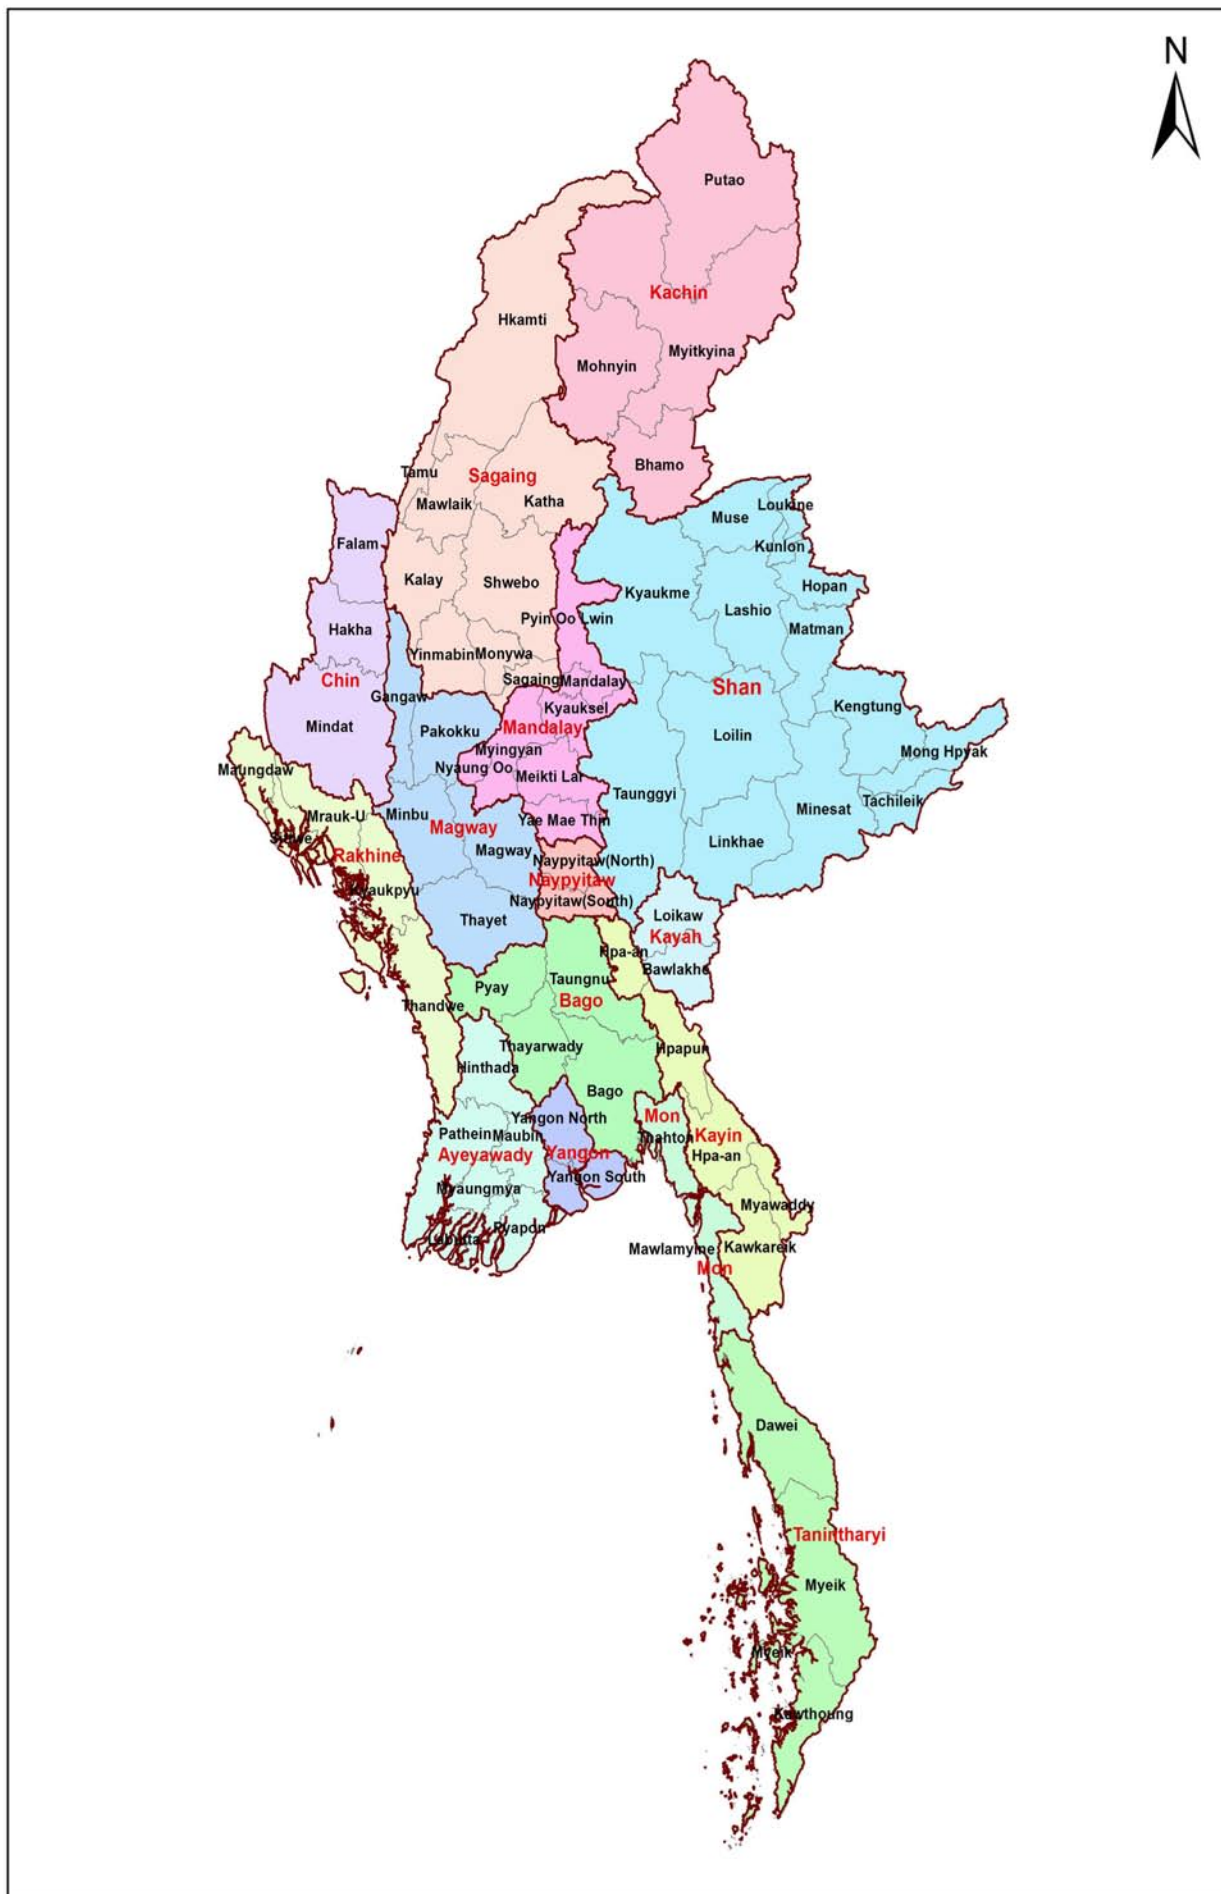 N
Putao
Kachin
Hkamti
Myitkyina
Mohnyin
Bhamo
Tamu
Sagaing
Mawlaik
Katha
Loukine
Muse
Kunlon
Falam
Kalay
Shwebo
Kyaukme
Hopan
Lashio
Pyin Oo Lwin
Hakha
Matman
Yinmabin
Monywa
Sagaing
Mandalay
Chin
Shan
Gangaw
Kyauksel
Kengtung
Mindat
Pakokku
Mandalay
Loilin
Myingyan
Mong Hpyak
Nyaung Oo
Meikti Lar
Maungdaw
Taunggyi
Tachileik
Minesat
Mrauk-U
Minbu
Yae Mae Thin
Magway
Sittwe
Linkhae
Rakhine
Magway
Naypyitaw(North)
Naypyitaw
Kyaukpyu
Naypyitaw(South)
Thayet
Loikaw
Kayah
Hpa-an
Bawlakhe
Taungnu
Pyay
Bago
Thandwe
Thayarwady
Hpapun
Hinthada
Bago
Yangon North
Mon
Pathein
Maubin
Thahton
Kayin
Ayeyawady
Yangon
Hpa-an
Yangon South
Myaungmya
Myawaddy
Pyapon
Labutta
Mawlamyine
Kawkareik
Mon
Dawei
Tanintharyi
Myeik
Myeik
Kawthoung